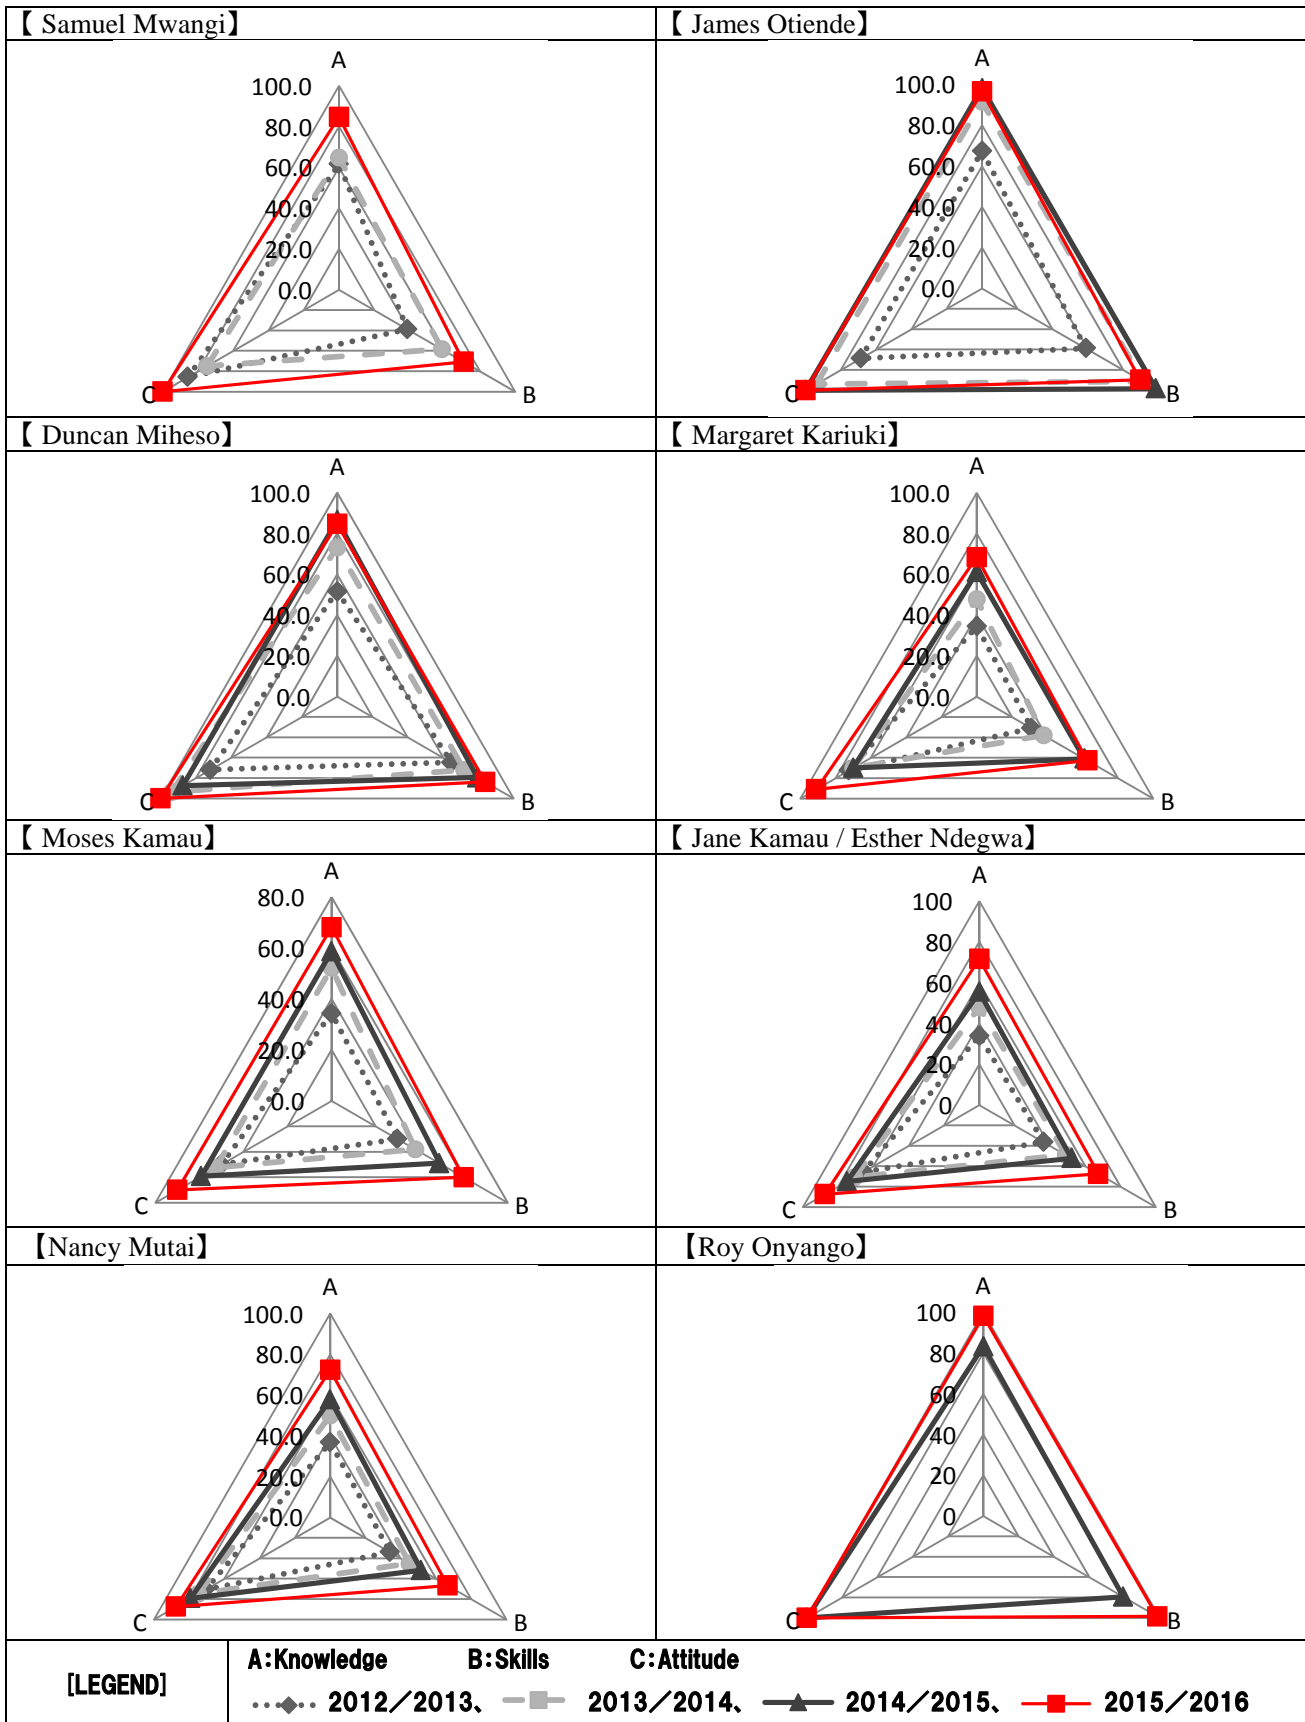 【 Samuel Mwangi】
A
100.0
80.0
60.0
40.0
20.0
0.0
C
B
【 James Otiende】
A
100.0
80.0
60.0
40.0
20.0
0.0
C
B
【 Duncan Miheso】
A
100.0
80.0
60.0
40.0
20.0
0.0
C
B
【 Margaret Kariuki】
A
100.0
80.0
60.0
40.0
20.0
0.0
C
B
【 Moses Kamau】
A
80.0
60.0
40.0
20.0
0.0
C
B
【 Jane Kamau / Esther Ndegwa】
A
100
80
60
40
20
0
C
B
【Nancy Mutai】
A
100.0
80.0
60.0
40.0
20.0
0.0
C
B
【Roy Onyango】
A
100
80
60
40
20
0
C
B
[LEGEND]
A:Knowledge B:Skills C:Attitude
2012／2013、 2013／2014、 2014／2015、 2015／2016